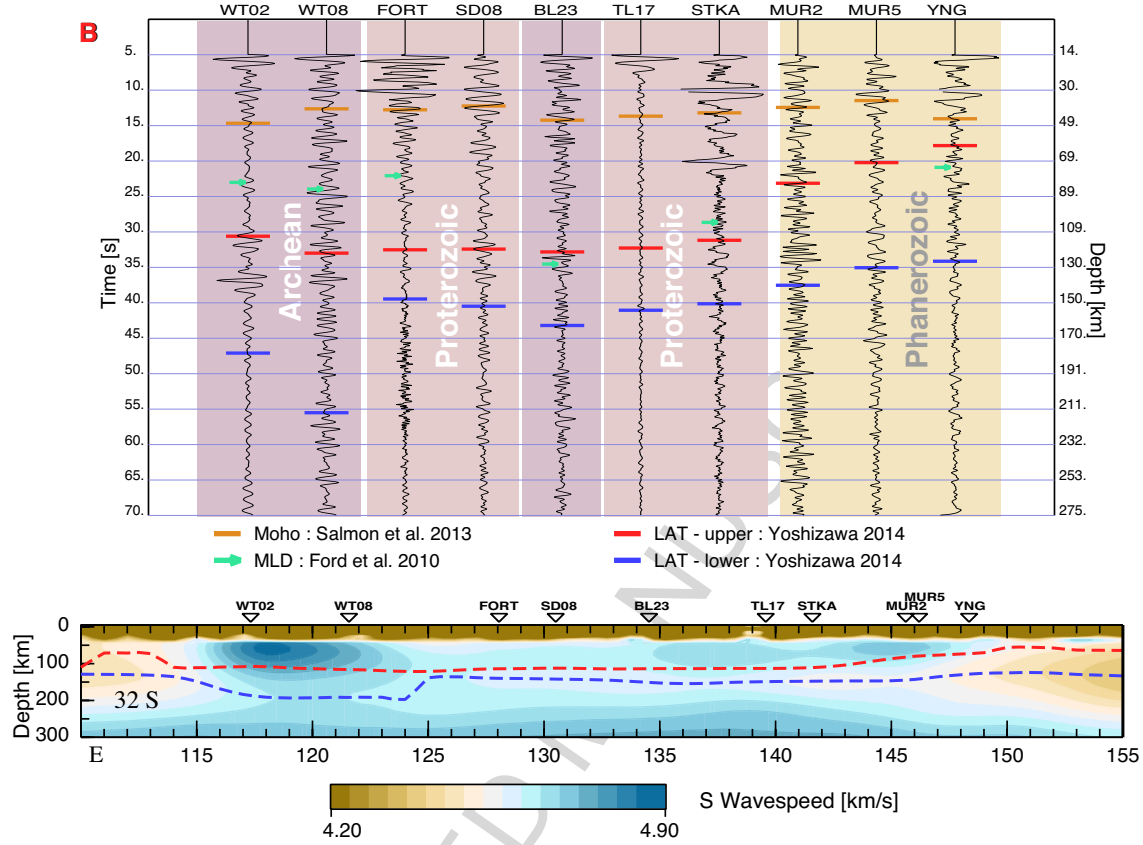 B
WT02 WT08 FORT SD08 BL23 TL17 STKA MUR2 MUR5 YNG
5. 14.
10. 30.
15. 49.
20. 69.
25. 89.
30. 109.
35. 130.
40. 150.
45. 170.
50. 191.
55. 211.
60. 232.
65. 253.
70. 275.
Time [s]
Depth [km]
Archean
Proterozoic
Proterozoic
Phanerozoic
Moho : Salmon et al. 2013
LAT - upper : Yoshizawa 2014
MLD : Ford et al. 2010
LAT - lower : Yoshizawa 2014
WT02 WT08 FORT SD08 BL23 TL17 STKA MUR2 MUR5 YNG
Depth [km]
0
100
200
300
32 S
E 115 120 125 130 135 140 145 150 155
S Wavespeed [km/s]
4.20 4.90